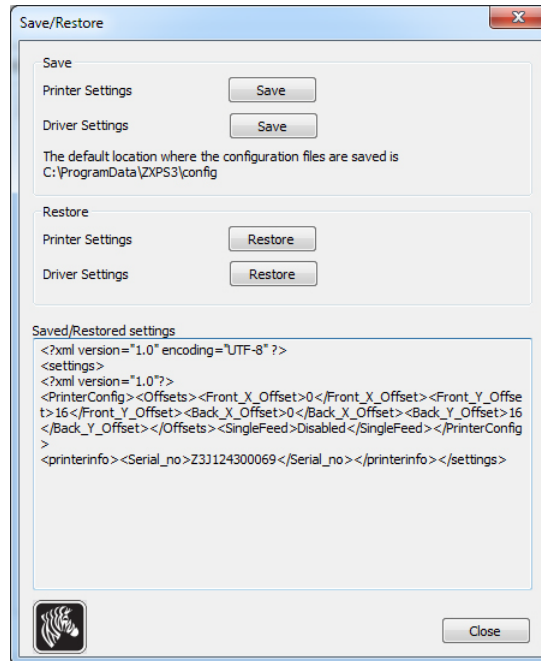 Save/Restore
Save
Printer Settings Save
Driver Settings Save
The default location where the configuration files are saved is
C:\ProgramData\ZXPS3\config
Restore
Printer Settings Restore
Driver Settings Restore
Saved/Restored settings
<?xml version="1.0" encoding="UTF-8" ?>
<settings>
<?xml version="1.0"?>
<PrinterConfig><Offsets><Front_X_Offset>0</Front_X_Offset><Front_Y_Offse
t>16</Front_Y_Offset><Back_X_Offset>0</Back_X_Offset><Back_Y_Offset>16
</Back_Y_Offset></Offsets><SingleFeed>Disabled</SingleFeed></PrinterConfig
>
<printerinfo><Serial_no>Z3J124300069</Serial_no></printerinfo></settings>
Close